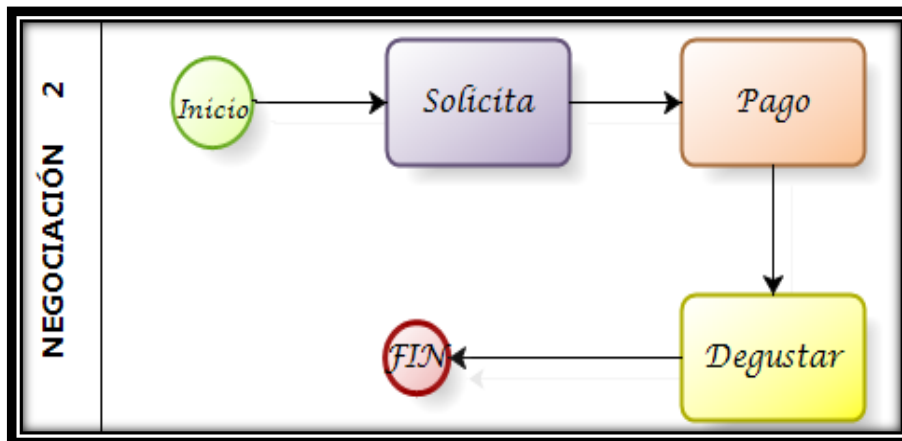 NEGOCIACIÓN 2
Inicio
Solicita
Pago
Degustar
FIN